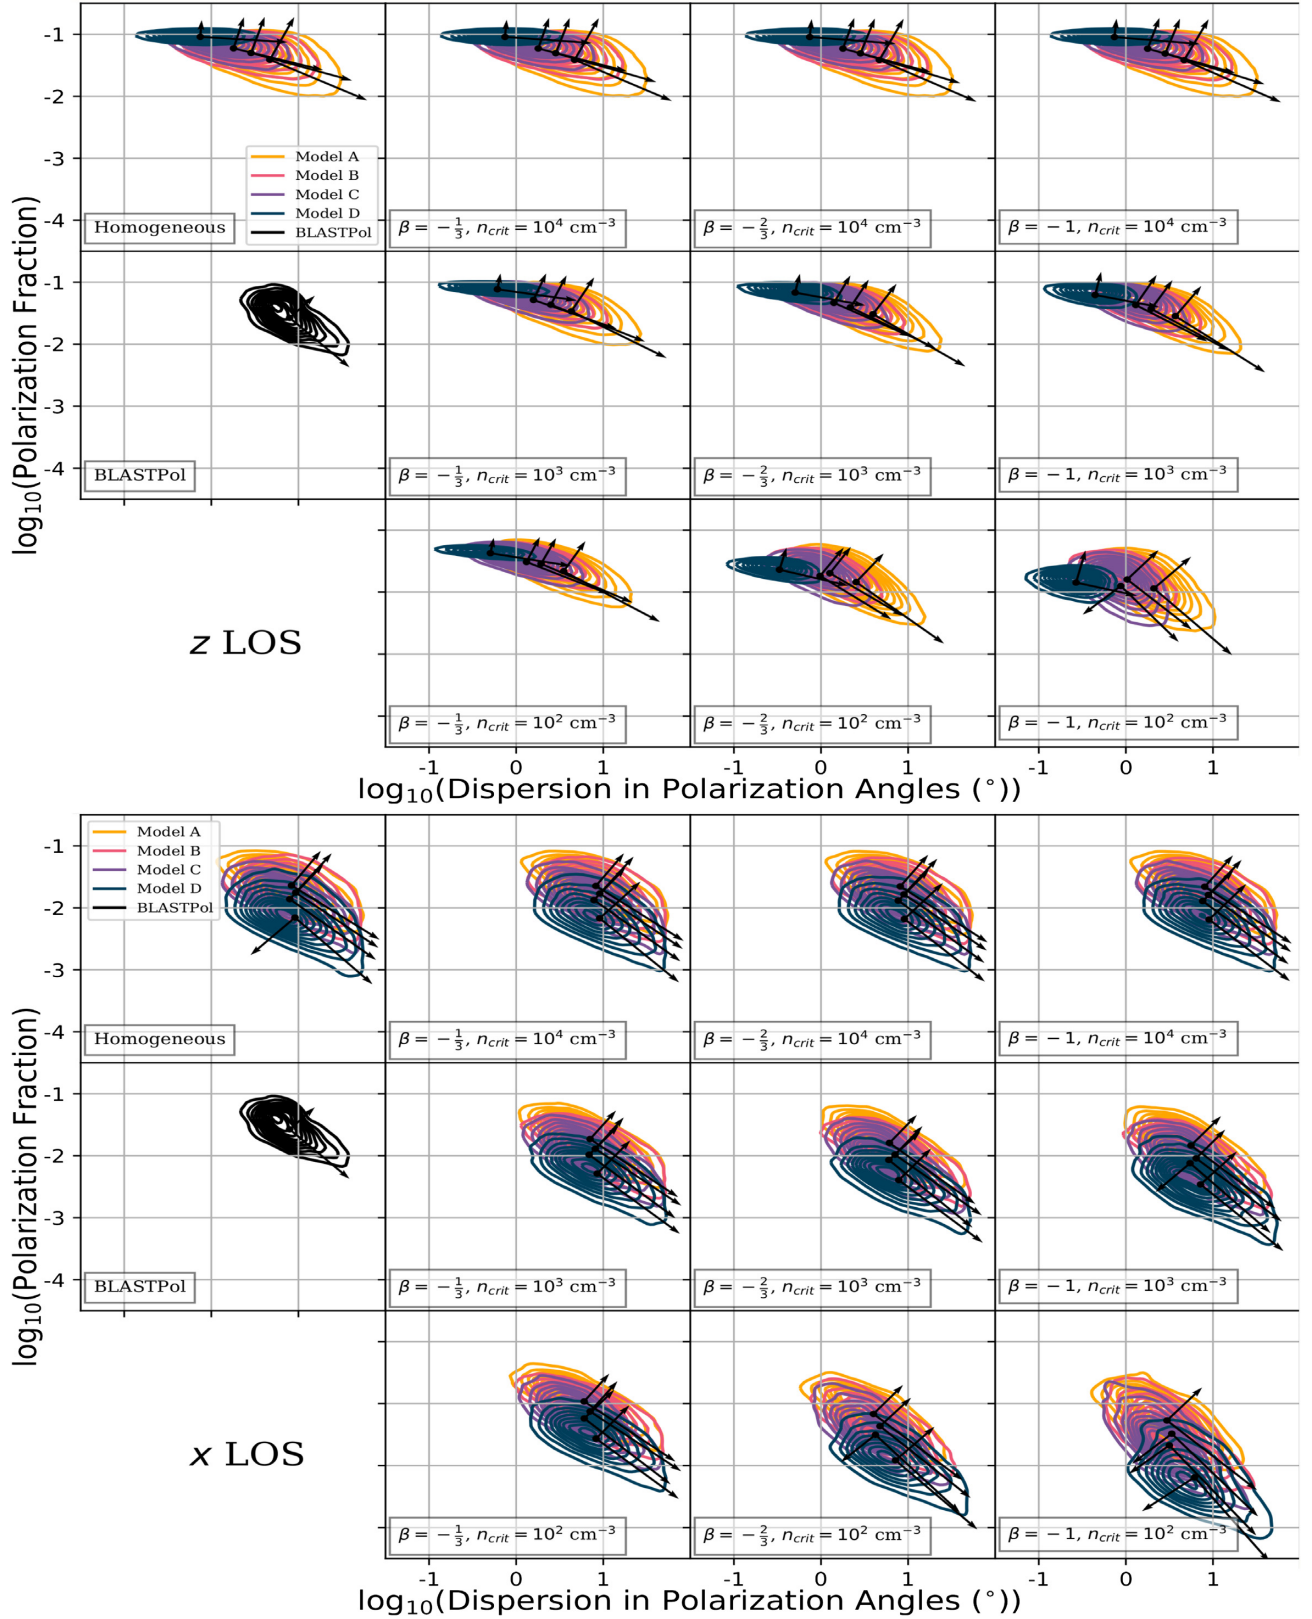 -1
-2
-3
-4
Model A
Model B
Model C
Model D
BLASTPol
Homogeneous
β = −1/3, n_crit = 10⁴ cm⁻³
β = −2/3, n_crit = 10⁴ cm⁻³
β = −1, n_crit = 10⁴ cm⁻³
log₁₀(Polarization Fraction)
-1
-2
-3
-4
BLASTPol
β = −1/3, n_crit = 10³ cm⁻³
β = −2/3, n_crit = 10³ cm⁻³
β = −1, n_crit = 10³ cm⁻³
z LOS
β = −1/3, n_crit = 10² cm⁻³
β = −2/3, n_crit = 10² cm⁻³
β = −1, n_crit = 10² cm⁻³
-1 0 1 -1 0 1 -1 0 1
log₁₀(Dispersion in Polarization Angles (°))
-1
-2
-3
-4
Model A
Model B
Model C
Model D
BLASTPol
Homogeneous
β = −1/3, n_crit = 10⁴ cm⁻³
β = −2/3, n_crit = 10⁴ cm⁻³
β = −1, n_crit = 10⁴ cm⁻³
log₁₀(Polarization Fraction)
-1
-2
-3
-4
BLASTPol
β = −1/3, n_crit = 10³ cm⁻³
β = −2/3, n_crit = 10³ cm⁻³
β = −1, n_crit = 10³ cm⁻³
x LOS
β = −1/3, n_crit = 10² cm⁻³
β = −2/3, n_crit = 10² cm⁻³
β = −1, n_crit = 10² cm⁻³
-1 0 1 -1 0 1 -1 0 1
log₁₀(Dispersion in Polarization Angles (°))